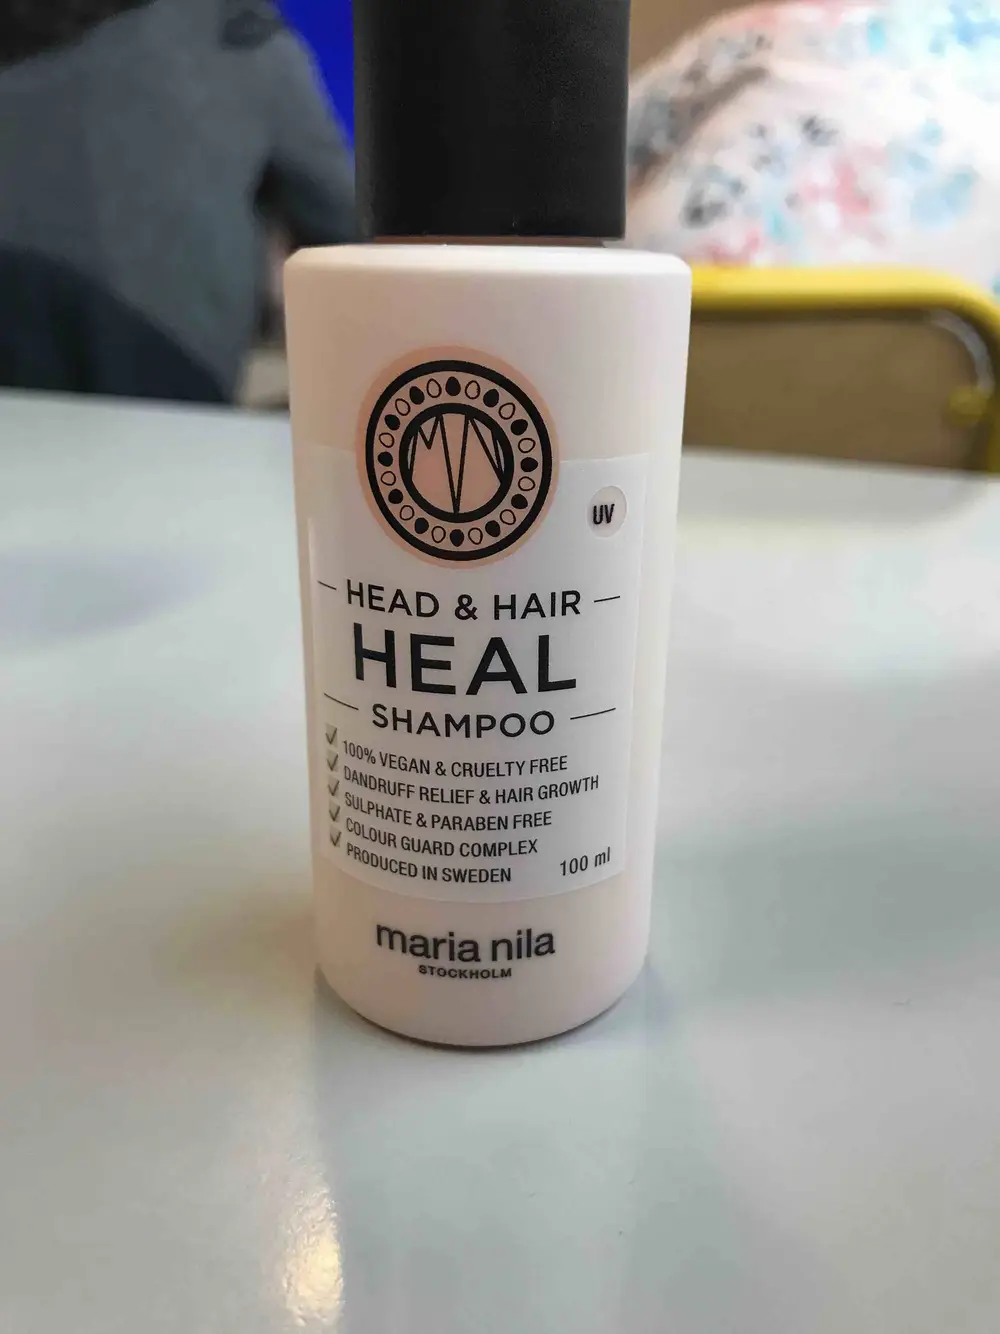 MN
UV
HEAD & HAIR
HEAL
SHAMPOO
100% VEGAN & CRUELTY FREE
DANDRUFF RELIEF & HAIR GROWTH
SULPHATE & PARABEN FREE
COLOUR GUARD COMPLEX
PRODUCED IN SWEDEN
100 ml
maria nila
STOCKHOLM